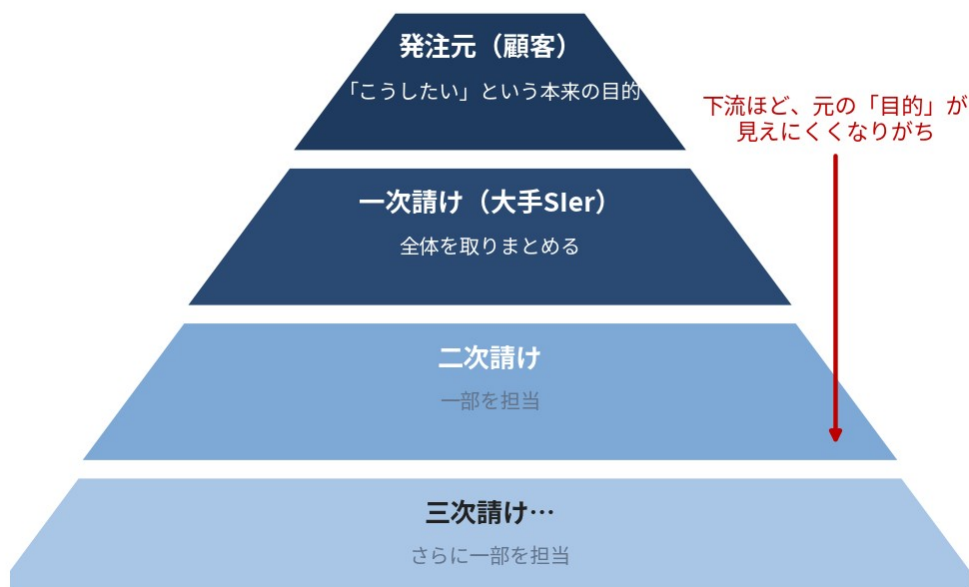 発注元（顧客）
「こうしたい」という本来の目的
下流ほど、元の「目的」が
見えにくくなりがち
一次請け（大手SIer）
全体を取りまとめる
二次請け
一部を担当
三次請け…
さらに一部を担当